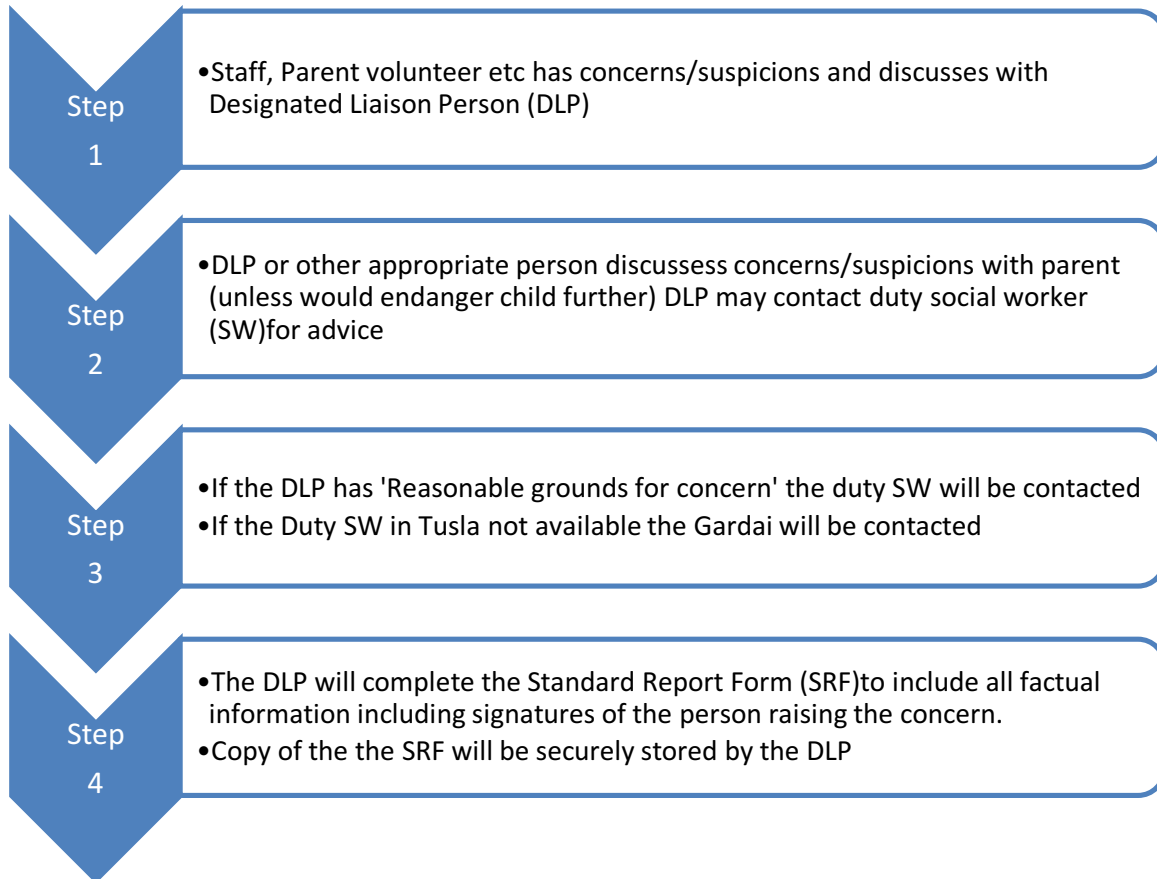 Step
1
•Staff, Parent volunteer etc has concerns/suspicions and discusses with
Designated Liaison Person (DLP)
Step
2
•DLP or other appropriate person discussess concerns/suspicions with parent
(unless would endanger child further) DLP may contact duty social worker
(SW)for advice
Step
3
•If the DLP has 'Reasonable grounds for concern' the duty SW will be contacted
•If the Duty SW in Tusla not available the Gardai will be contacted
Step
4
•The DLP will complete the Standard Report Form (SRF)to include all factual
information including signatures of the person raising the concern.
•Copy of the the SRF will be securely stored by the DLP